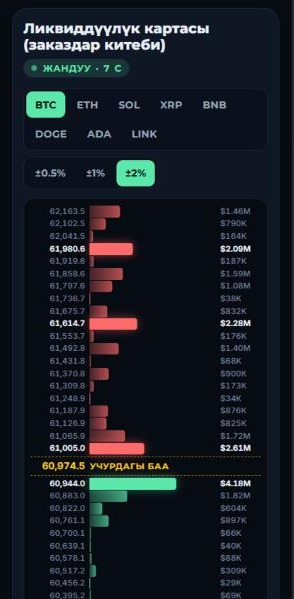 Ликвиддүүлүк картасы
(заказдар китеби)
ЖАНДУУ · 7 С
BTC ETH SOL XRP BNB
DOGE ADA LINK
±0.5% ±1% ±2%
62,163.5 $1.46M
62,102.5 $790K
62,041.5 $164K
61,980.6 $2.09M
61,919.6 $187K
61,858.6 $1.59M
61,797.6 $1.08M
61,736.7 $38K
61,675.7 $832K
61,614.7 $2.28M
61,553.7 $176K
61,492.8 $1.40M
61,431.8 $68K
61,370.8 $900K
61,309.8 $173K
61,248.9 $34K
61,187.9 $876K
61,126.9 $825K
61,065.9 $1.72M
61,005.0 $2.61M
60,974.5 УЧУРДАГЫ БАА
60,944.0 $4.18M
60,883.0 $1.82M
60,822.0 $604K
60,761.1 $897K
60,700.1 $66K
60,639.1 $40K
60,578.1 $88K
60,517.2 $309K
60,456.2 $29K
60,395.2 $69K